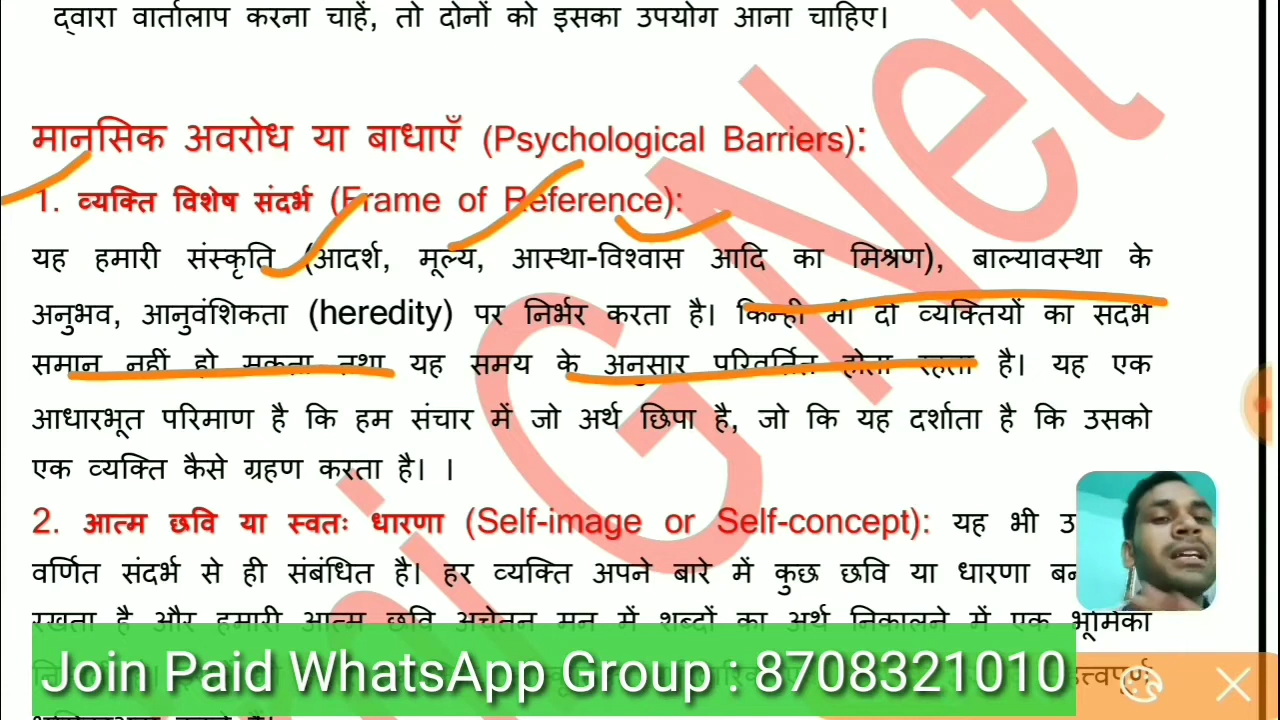 द्वारा वार्तालाप करना चाहें, तो दोनों को इसका उपयोग आना चाहिए।
मानसिक अवरोध या बाधाएँ (Psychological Barriers):
1. व्यक्ति विशेष संदर्भ (Frame of Reference):
यह हमारी संस्कृति (आदर्श, मूल्य, आस्था-विश्वास आदि का मिश्रण), बाल्यावस्था के
अनुभव, आनुवंशिकता (heredity) पर निर्भर करता है। किन्ही भी दो व्यक्तियों का संदर्भ
समान नहीं हो सकता तथा यह समय के अनुसार परिवर्तित होता रहता है। यह एक
आधारभूत परिमाण है कि हम संचार में जो अर्थ छिपा है, जो कि यह दर्शाता है कि उसको
एक व्यक्ति कैसे ग्रहण करता है। ।
2. आत्म छवि या स्वतः धारणा (Self-image or Self-concept): यह भी
वर्णित संदर्भ से ही संबंधित है। हर व्यक्ति अपने बारे में कुछ छवि या धारणा
रखता है और हमारी आत्म छवि अचेतन मन में शब्दों का अर्थ निकालने में एक भूमिका
Join Paid WhatsApp Group : 8708321010